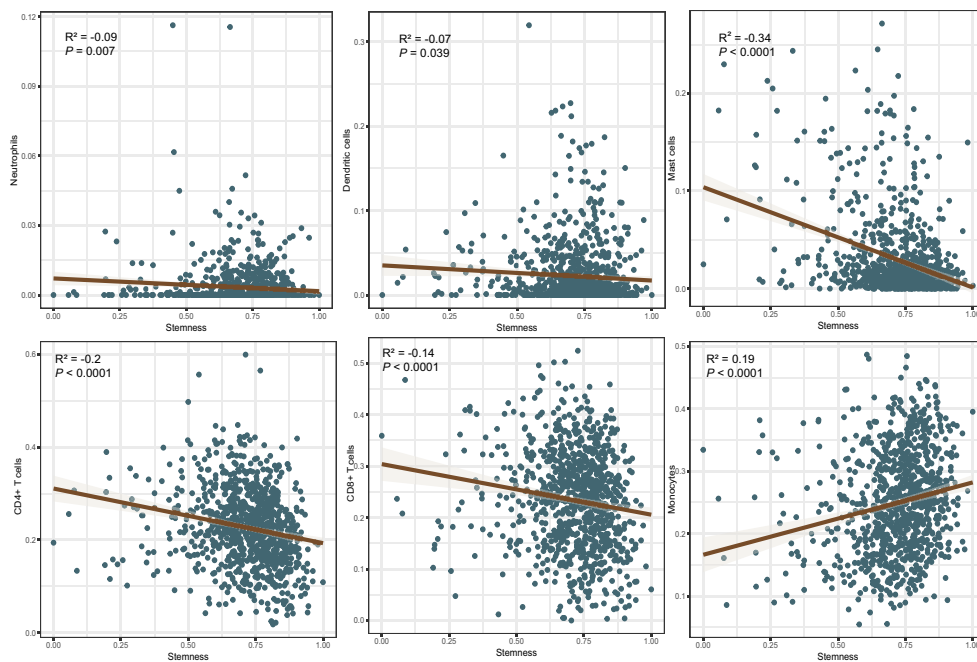 R² = -0.09
P = 0.007
Neutrophils
0.12
0.09
0.06
0.03
0.00
0.00 0.25 0.50 0.75 1.00
Stemness
R² = -0.07
P = 0.039
Dendritic cells
0.3
0.2
0.1
0.0
0.00 0.25 0.50 0.75 1.00
Stemness
R² = -0.34
P < 0.0001
Mast cells
0.2
0.1
0.0
0.00 0.25 0.50 0.75 1.00
Stemness
R² = -0.2
P < 0.0001
CD4+ T cells
0.6
0.4
0.2
0.0
0.00 0.25 0.50 0.75 1.00
Stemness
R² = -0.14
P < 0.0001
CD8+ T cells
0.5
0.4
0.3
0.2
0.1
0.0
0.00 0.25 0.50 0.75 1.00
Stemness
R² = 0.19
P < 0.0001
Monocytes
0.5
0.4
0.3
0.2
0.1
0.00 0.25 0.50 0.75 1.00
Stemness